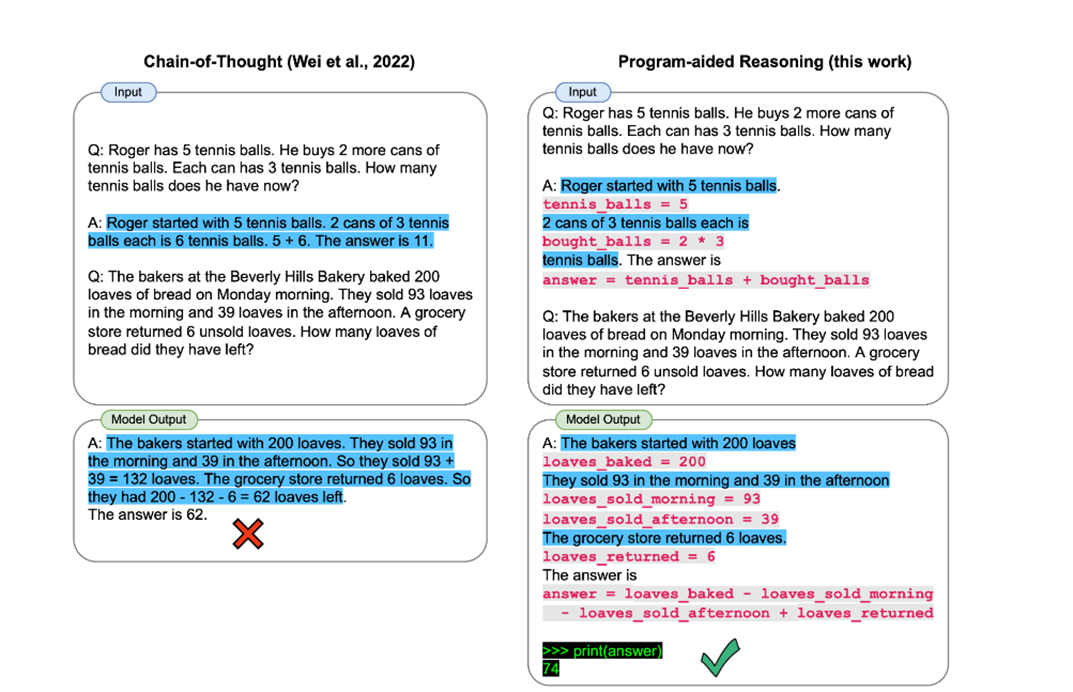 Chain-of-Thought (Wei et al., 2022)
Input
Q: Roger has 5 tennis balls. He buys 2 more cans of
tennis balls. Each can has 3 tennis balls. How many
tennis balls does he have now?
A: Roger started with 5 tennis balls. 2 cans of 3 tennis
balls each is 6 tennis balls. 5 + 6. The answer is 11.
Q: The bakers at the Beverly Hills Bakery baked 200
loaves of bread on Monday morning. They sold 93 loaves
in the morning and 39 loaves in the afternoon. A grocery
store returned 6 unsold loaves. How many loaves of
bread did they have left?
Model Output
A: The bakers started with 200 loaves. They sold 93 in
the morning and 39 in the afternoon. So they sold 93 +
39 = 132 loaves. The grocery store returned 6 loaves. So
they had 200 - 132 - 6 = 62 loaves left.
The answer is 62.
Program-aided Reasoning (this work)
Input
Q: Roger has 5 tennis balls. He buys 2 more cans of
tennis balls. Each can has 3 tennis balls. How many
tennis balls does he have now?
A: Roger started with 5 tennis balls.
tennis_balls = 5
2 cans of 3 tennis balls each is
bought_balls = 2 * 3
tennis balls. The answer is
answer = tennis_balls + bought_balls
Q: The bakers at the Beverly Hills Bakery baked 200
loaves of bread on Monday morning. They sold 93 loaves
in the morning and 39 loaves in the afternoon. A grocery
store returned 6 unsold loaves. How many loaves of bread
did they have left?
Model Output
A: The bakers started with 200 loaves
loaves_baked = 200
They sold 93 in the morning and 39 in the afternoon
loaves_sold_morning = 93
loaves_sold_afternoon = 39
The grocery store returned 6 loaves.
loaves_returned = 6
The answer is
answer = loaves_baked - loaves_sold_morning
- loaves_sold_afternoon + loaves_returned
>>> print(answer)
74